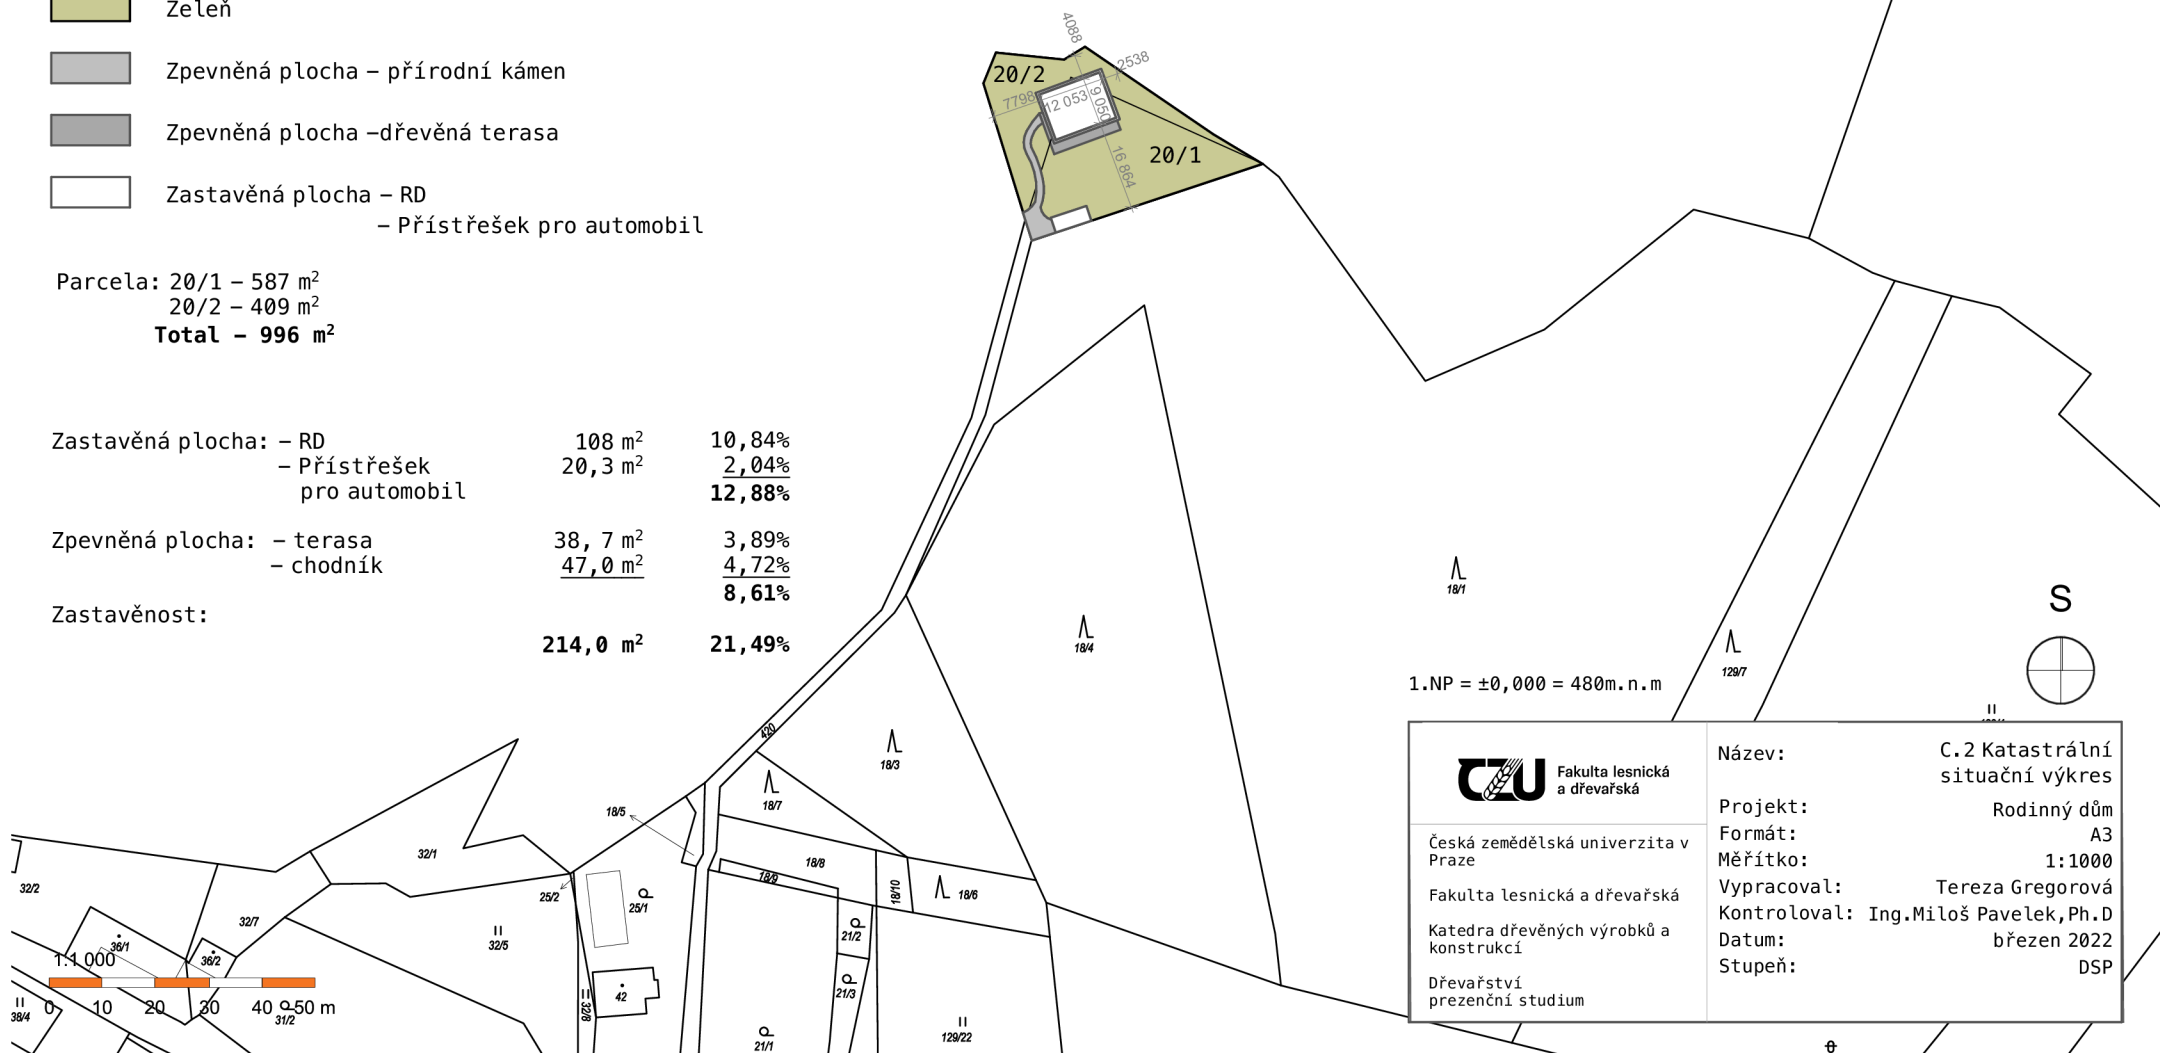 Zeleň
Zpevněná plocha – přírodní kámen
Zpevněná plocha –dřevěná terasa
Zastavěná plocha – RD
– Přístřešek pro automobil
Parcela: 20/1 – 587 m²
20/2 – 409 m²
Total – 996 m²
Zastavěná plocha: – RD 108 m² 10,84%
– Přístřešek 20,3 m² 2,04%
pro automobil 12,88%
Zpevněná plocha: – terasa 38, 7 m² 3,89%
– chodník 47,0 m² 4,72%
8,61%
Zastavěnost:
214,0 m² 21,49%
4088
2538
20/2
7798
12 053
9 050
20/1
16 864
18/1
18/4
129/7
S
1.NP = ±0,000 = 480m.n.m
420
18/3
18/7
18/5
18/8
18/9
18/10
18/6
32/1
32/2
25/2
25/1
32/7
32/5
36/1
36/2
21/2
21/3
42
32/8
38/4
31/2
21/1
129/22
1:1 000
0 10 20 30 40 50 m
CZU Fakulta lesnická
a dřevařská
Česká zemědělská univerzita v
Praze
Fakulta lesnická a dřevařská
Katedra dřevěných výrobků a
konstrukcí
Dřevařství
prezenční studium
Název: C.2 Katastrální
situační výkres
Projekt: Rodinný dům
Formát: A3
Měřítko: 1:1000
Vypracoval: Tereza Gregorová
Kontroloval: Ing.Miloš Pavelek,Ph.D
Datum: březen 2022
Stupeň: DSP